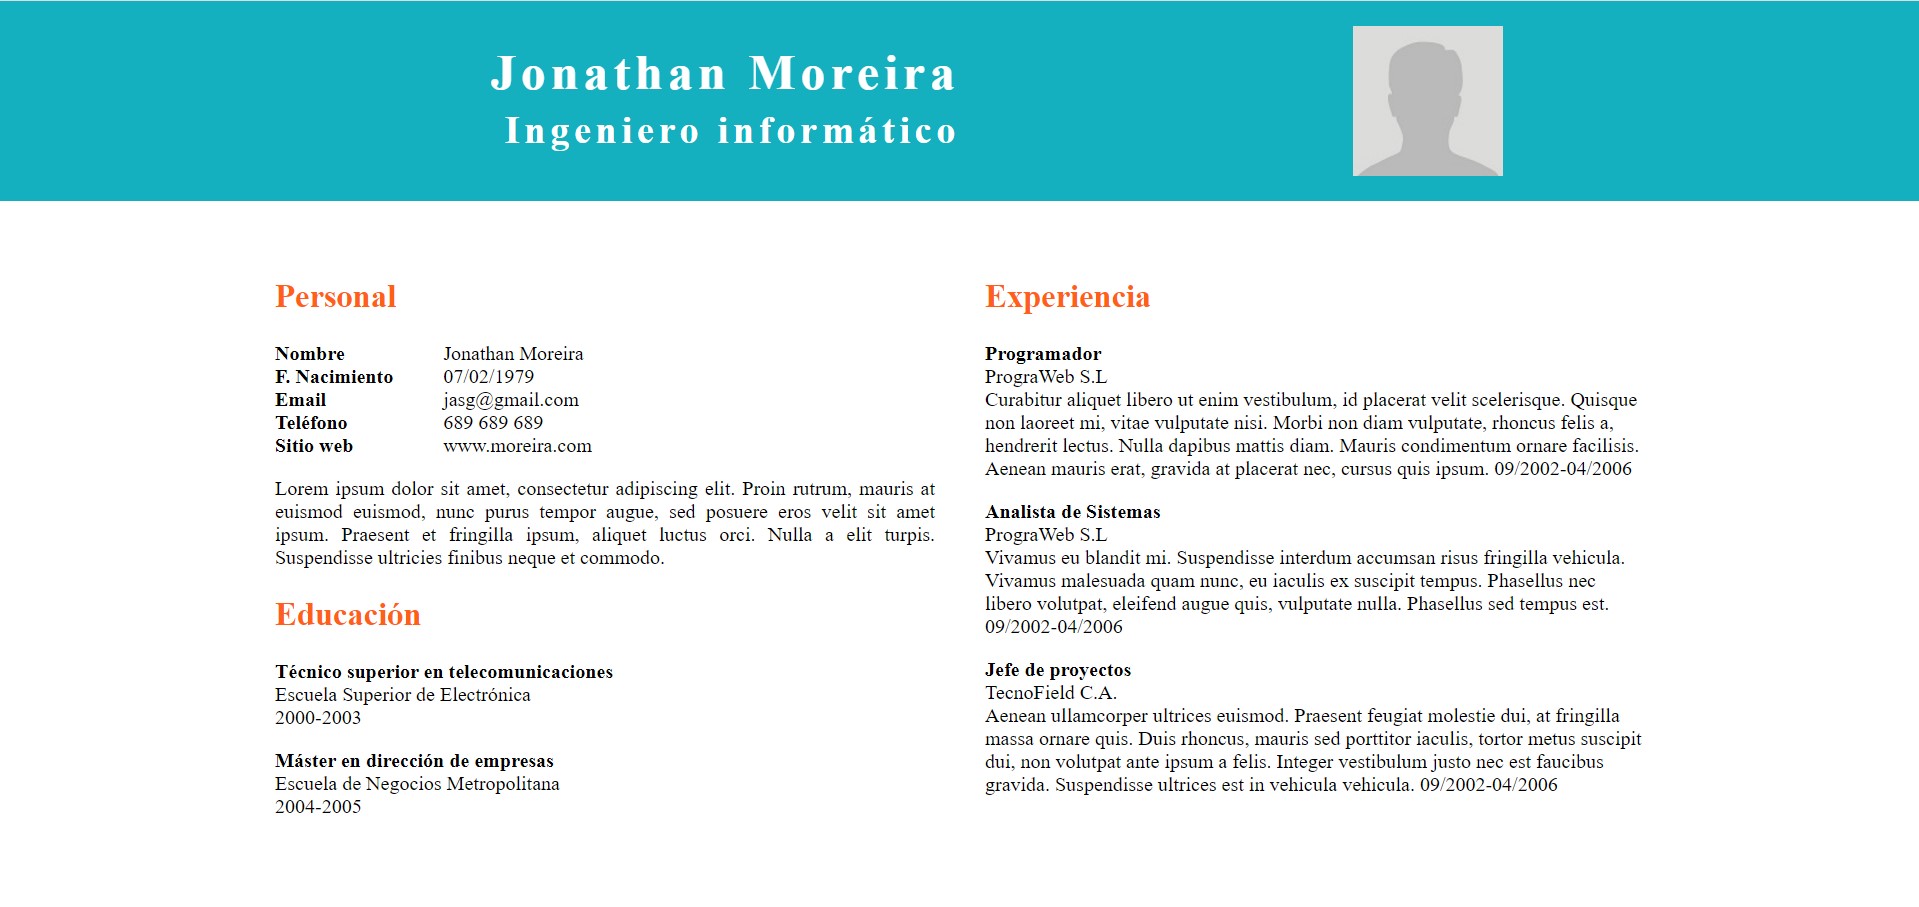 Jonathan Moreira
Ingeniero informático
Personal
Nombre Jonathan Moreira
F. Nacimiento 07/02/1979
Email jasg@gmail.com
Teléfono 689 689 689
Sitio web www.moreira.com
Lorem ipsum dolor sit amet, consectetur adipiscing elit. Proin rutrum, mauris at
euismod euismod, nunc purus tempor augue, sed posuere eros velit sit amet
ipsum. Praesent et fringilla ipsum, aliquet luctus orci. Nulla a elit turpis.
Suspendisse ultricies finibus neque et commodo.
Educación
Técnico superior en telecomunicaciones
Escuela Superior de Electrónica
2000-2003
Máster en dirección de empresas
Escuela de Negocios Metropolitana
2004-2005
Experiencia
Programador
PrograWeb S.L
Curabitur aliquet libero ut enim vestibulum, id placerat velit scelerisque. Quisque
non laoreet mi, vitae vulputate nisi. Morbi non diam vulputate, rhoncus felis a,
hendrerit lectus. Nulla dapibus mattis diam. Mauris condimentum ornare facilisis.
Aenean mauris erat, gravida at placerat nec, cursus quis ipsum. 09/2002-04/2006
Analista de Sistemas
PrograWeb S.L
Vivamus eu blandit mi. Suspendisse interdum accumsan risus fringilla vehicula.
Vivamus malesuada quam nunc, eu iaculis ex suscipit tempus. Phasellus nec
libero volutpat, eleifend augue quis, vulputate nulla. Phasellus sed tempus est.
09/2002-04/2006
Jefe de proyectos
TecnoField C.A.
Aenean ullamcorper ultrices euismod. Praesent feugiat molestie dui, at fringilla
massa ornare quis. Duis rhoncus, mauris sed porttitor iaculis, tortor metus suscipit
dui, non volutpat ante ipsum a felis. Integer vestibulum justo nec est faucibus
gravida. Suspendisse ultrices est in vehicula vehicula. 09/2002-04/2006